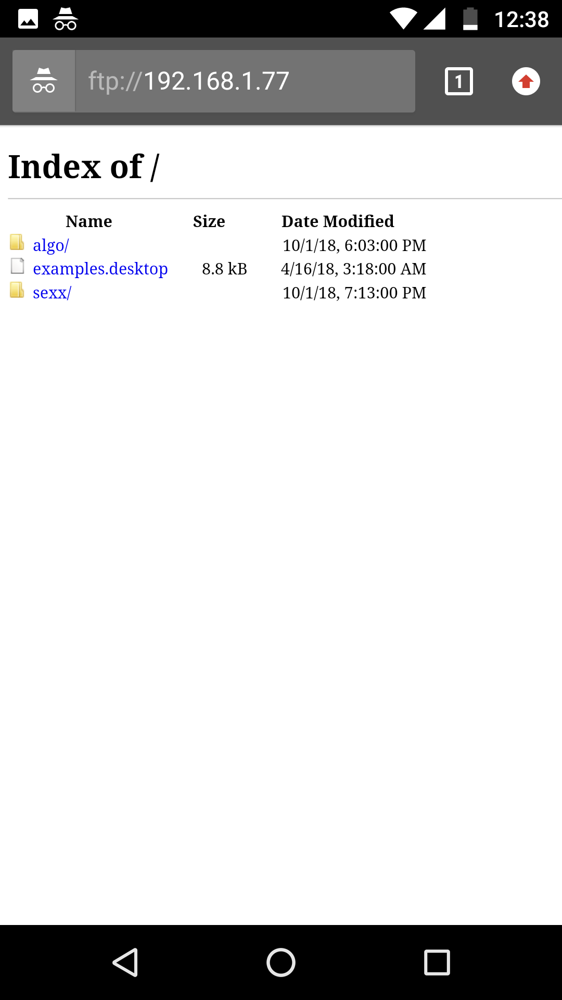 12:38
ftp://192.168.1.77
1
Index of /
Name Size Date Modified
algo/ 10/1/18, 6:03:00 PM
examples.desktop 8.8 kB 4/16/18, 3:18:00 AM
sexx/ 10/1/18, 7:13:00 PM